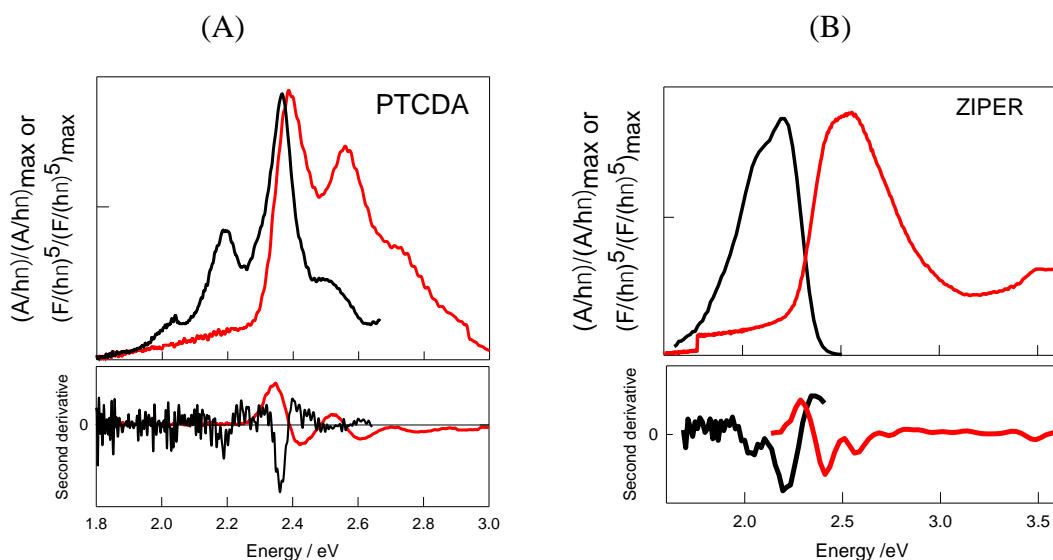 (A)
(B)
PTCDA
ZIPER
(A/hn)/(A/hn)max or
(F/(hn)5/(F/(hn)5)max
(A/hn)/(A/hn)max or
(F/(hn)5/(F/(hn)5)max
Second derivative
0
Second derivative
0
1.8 2.0 2.2 2.4 2.6 2.8 3.0
Energy / eV
2.0 2.5 3.0 3.5
Energy /eV